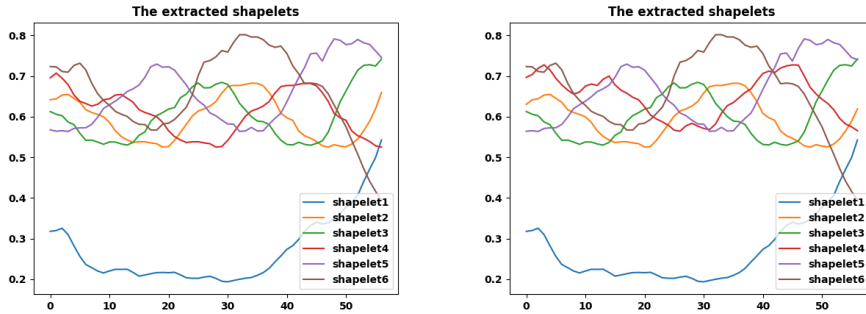 The extracted shapelets
0.8
0.7
0.6
0.5
0.4
0.3
0.2
0 10 20 30 40 50
shapelet1
shapelet2
shapelet3
shapelet4
shapelet5
shapelet6
The extracted shapelets
0.8
0.7
0.6
0.5
0.4
0.3
0.2
0 10 20 30 40 50
shapelet1
shapelet2
shapelet3
shapelet4
shapelet5
shapelet6